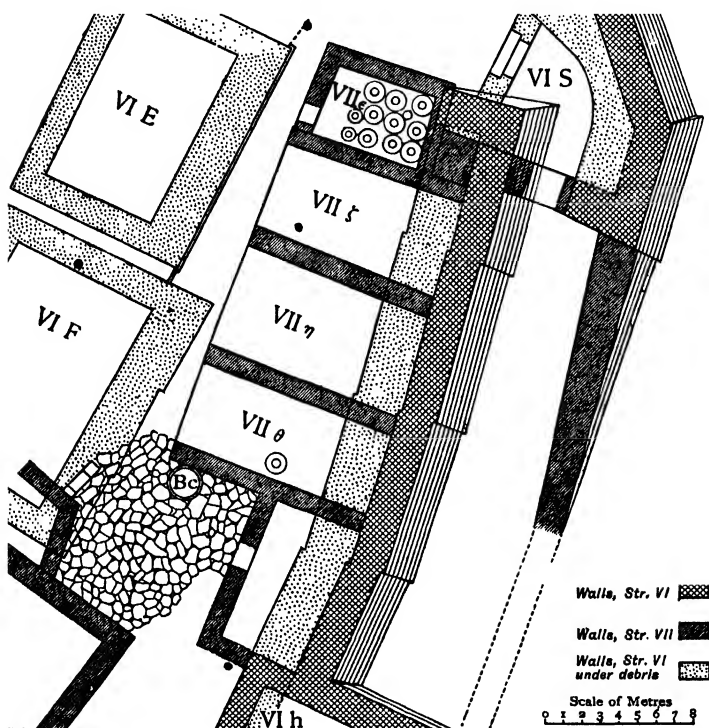 VI E
VII ε
VI S
VII ζ
VI F
VII η
VII θ
Bc
VI h
Walls, Str. VI
Walls, Str. VII
Walls, Str. VI
under debris
Scale of Metres
0 1 2 3 4 5 6 7 8